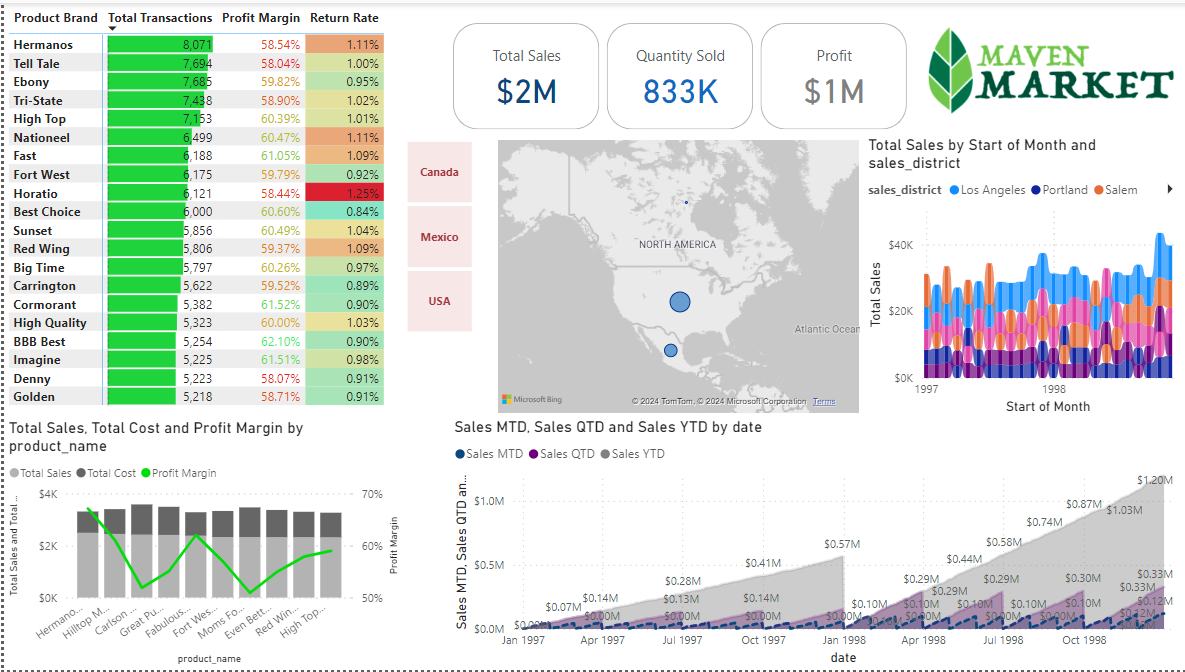 Product Brand Total Transactions Profit Margin Return Rate
Hermanos 8,071 58.54% 1.11%
Tell Tale 7,694 58.04% 1.00%
Ebony 7,685 59.82% 0.95%
Tri-State 7,438 58.90% 1.02%
High Top 7,153 60.39% 1.01%
Nationeel 6,499 60.47% 1.11%
Fast 6,188 61.05% 1.09%
Fort West 6,175 59.79% 0.92%
Horatio 6,121 58.44% 1.25%
Best Choice 6,000 60.60% 0.84%
Sunset 5,856 60.49% 1.04%
Red Wing 5,806 59.37% 1.09%
Big Time 5,797 60.26% 0.97%
Carrington 5,622 59.52% 0.89%
Cormorant 5,382 61.52% 0.90%
High Quality 5,323 60.00% 1.03%
BBB Best 5,254 62.10% 0.90%
Imagine 5,225 61.51% 0.98%
Denny 5,223 58.07% 0.91%
Golden 5,218 58.71% 0.91%
Total Sales
$2M
Quantity Sold
833K
Profit
$1M
MAVEN
MARKET
Canada
Mexico
USA
NORTH AMERICA
Atlantic Ocean
Microsoft Bing
© 2024 TomTom, © 2024 Microsoft Corporation Terms
Total Sales by Start of Month and
sales_district
sales_district Los Angeles Portland Salem
Total Sales
$40K
$20K
$0K
1997 1998
Start of Month
Total Sales, Total Cost and Profit Margin by
product_name
Total Sales Total Cost Profit Margin
Total Sales and Total ...
$4K
$2K
$0K
70%
60%
50%
Profit Margin
Hermano... Hilltop M... Carlson ... Great Pu... Fabulous... Fort Wes... Moms Fo... Even Bett... Red Win... High Top...
product_name
Sales MTD, Sales QTD and Sales YTD by date
Sales MTD Sales QTD Sales YTD
Sales MTD, Sales QTD an...
$1.0M
$0.5M
$0.0M
$1.20M
$1.03M
$0.87M
$0.74M
$0.58M
$0.57M
$0.44M
$0.41M
$0.28M
$0.14M
$0.07M
$0.13M
$0.14M
$0.29M
$0.29M
$0.29M
$0.30M
$0.33M
$0.33M
$0.10M $0.10M $0.10M $0.10M $0.10M $0.12M
$0.00M $0.00M $0.00M $0.12M
Jan 1997 Apr 1997 Jul 1997 Oct 1997 Jan 1998 Apr 1998 Jul 1998 Oct 1998
date